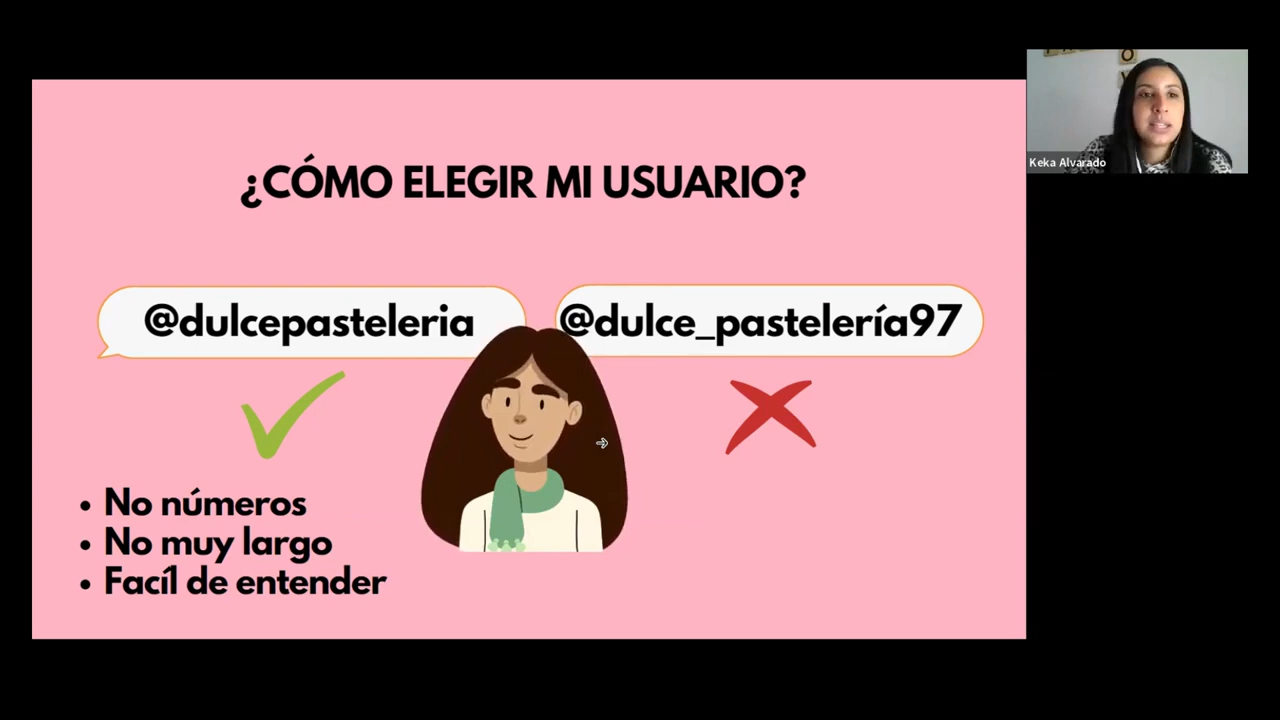 ¿CÓMO ELEGIR MI USUARIO?
@dulcepasteleria
@dulce_pastelería97
• No números
• No muy largo
• Facíl de entender
Keka Alvarado